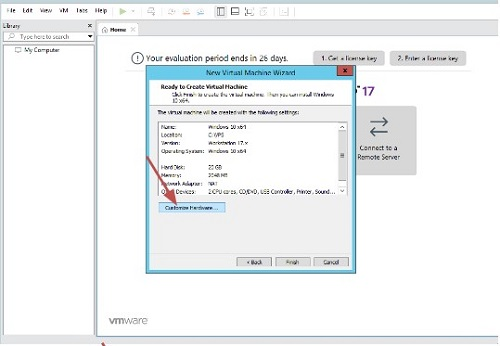 File Edit View VM Tabs Help
Library
Type here to search
My Computer
Home
Your evaluation period ends in 26 days.
1. Get a license key
2. Enter a license key
17
Connect to a
Remote Server
New Virtual Machine Wizard
Ready to Create Virtual Machine
Click Finish to create the virtual machine. Then you can install Windows
10 x64.
The virtual machine will be created with the following settings:
Name: Windows 10 x64
Location:
Version: Workstation 17.x
Operating System: Windows 10 x64
Hard Disk:
Memory: 2048 MB
Network Adapter: NAT
Devices: 2 CPU cores, CD/DVD, USB Controller, Printer, Sound...
Customize Hardware...
< Back
Finish
Cancel
vmware